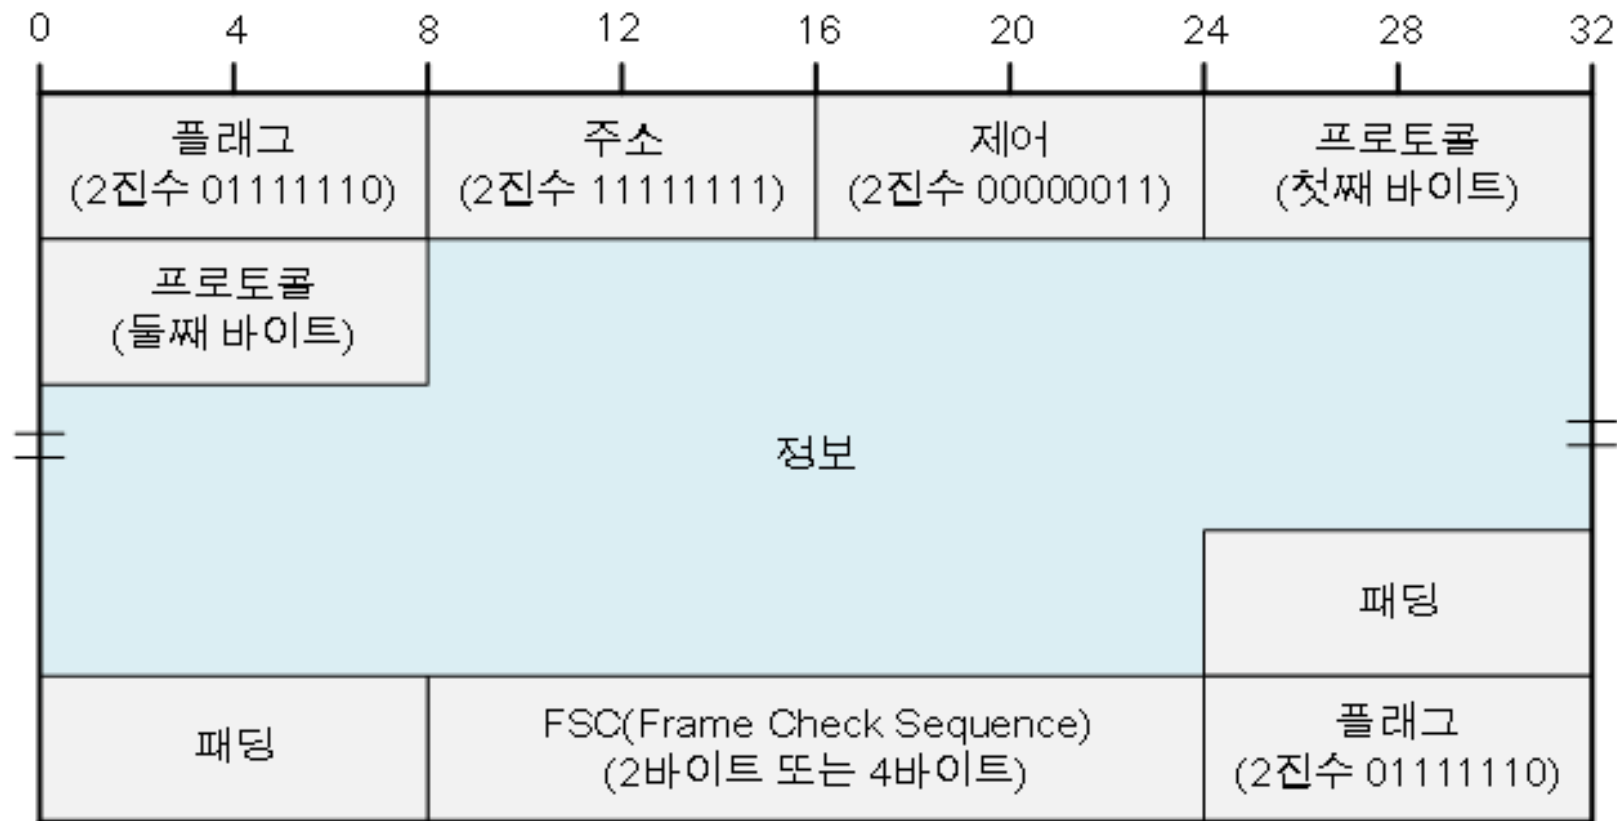 0 4 8 12 16 20 24 28 32
플래그
(2진수 01111110)
주소
(2진수 11111111)
제어
(2진수 00000011)
프로토콜
(첫째 바이트)
프로토콜
(둘째 바이트)
정보
패딩
패딩
FSC(Frame Check Sequence)
(2바이트 또는 4바이트)
플래그
(2진수 01111110)